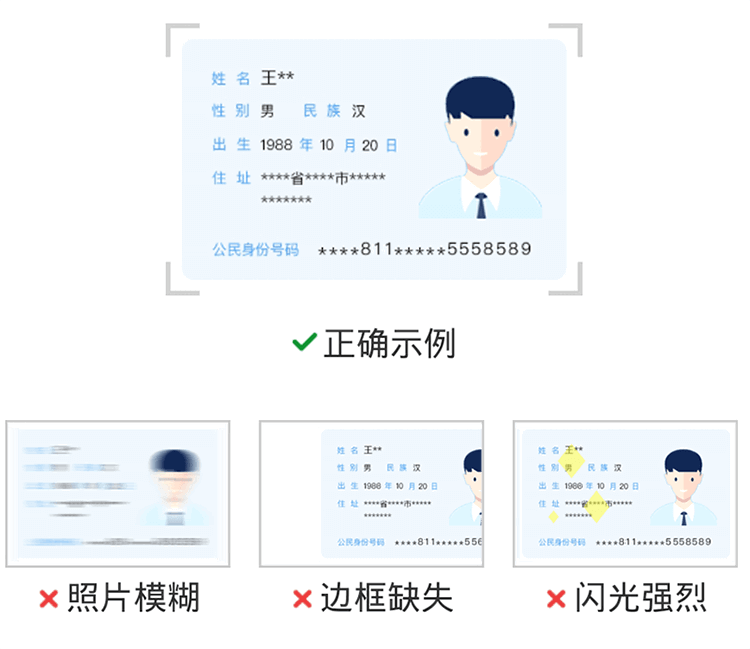 姓 名 王**
性 别 男 民 族 汉
出 生 1988 年 10 月 20 日
住 址 ****省****市*****
*******
公民身份号码 ****811*****5558589
正确示例
姓 名 王**
性 别 男 民 族 汉
出 生 1988 年 10 月 20 日
住 址 ****省****市*****
*******
公民身份号码 ****811*****556
姓 名 王**
性 别 男 民 族 汉
出 生 1988 年 10 月 20 日
住 址 ****省****市*****
*******
公民身份号码 ****811*****5558589
照片模糊
边框缺失
闪光强烈